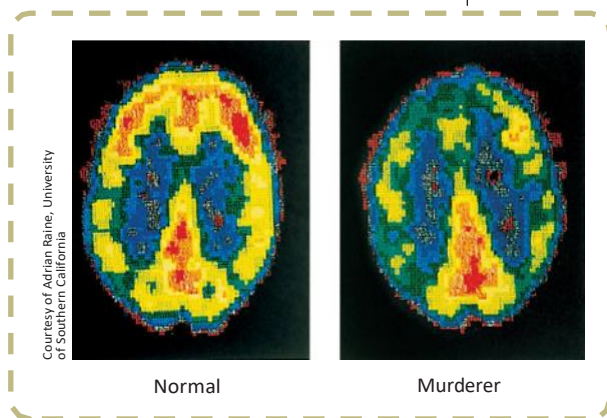 Courtesy of Adrian Raine, University
of Southern California
Normal
Murderer